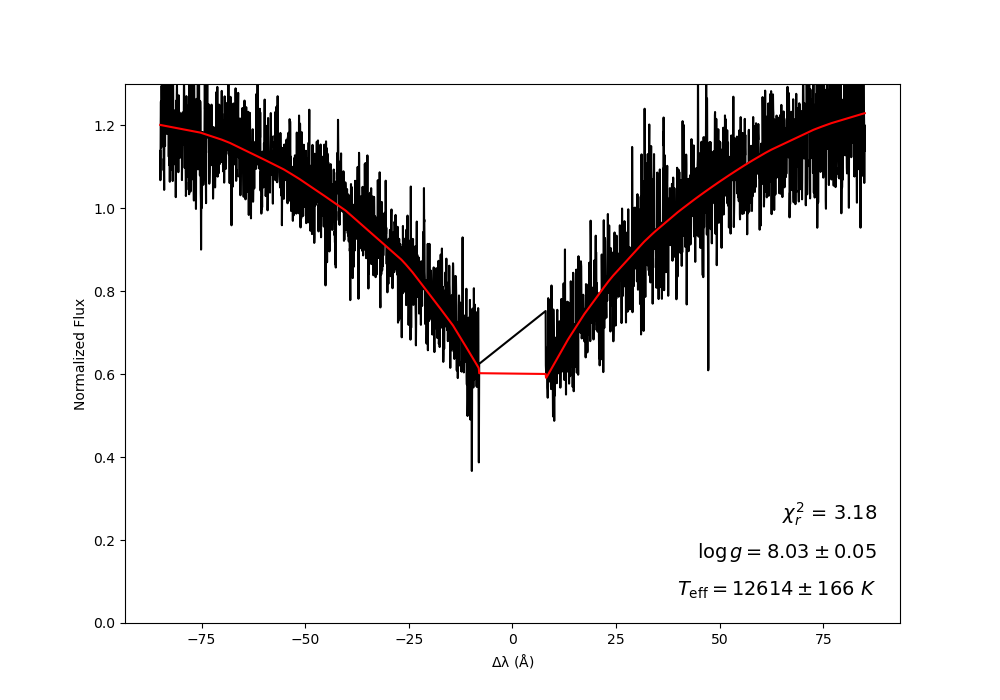 1.2
1.0
0.8
0.6
0.4
0.2
0.0
Normalized Flux
χ²ᵣ = 3.18
log g = 8.03 ± 0.05
T_eff = 12614 ± 166 K
−75 −50 −25 0 25 50 75
Δλ (Å)